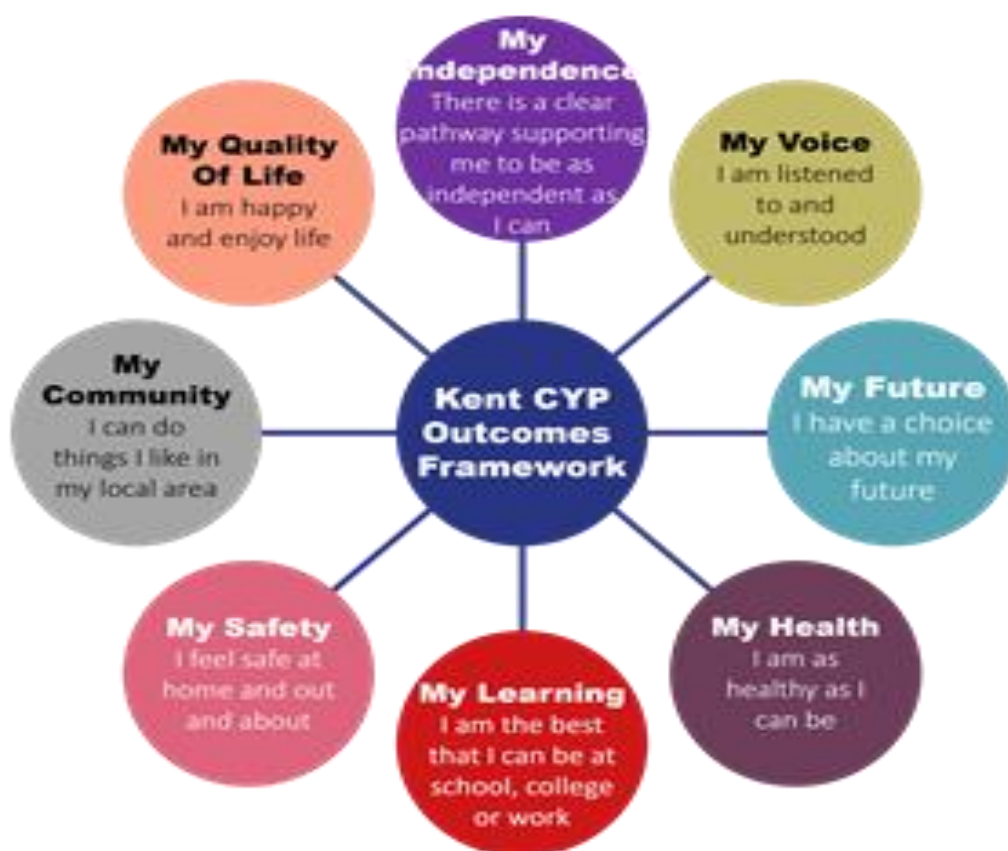 My
Independence
There is a clear
pathway supporting
me to be as
independent as
I can
My Voice
I am listened
to and
understood
My Future
I have a choice
about my
future
My Health
I am as
healthy as I
can be
My Learning
I am the best
that I can be at
school, college
or work
My Safety
I feel safe at
home and out
and about
My
Community
I can do
things I like in
my local area
My Quality
Of Life
I am happy
and enjoy life
Kent CYP
Outcomes
Framework